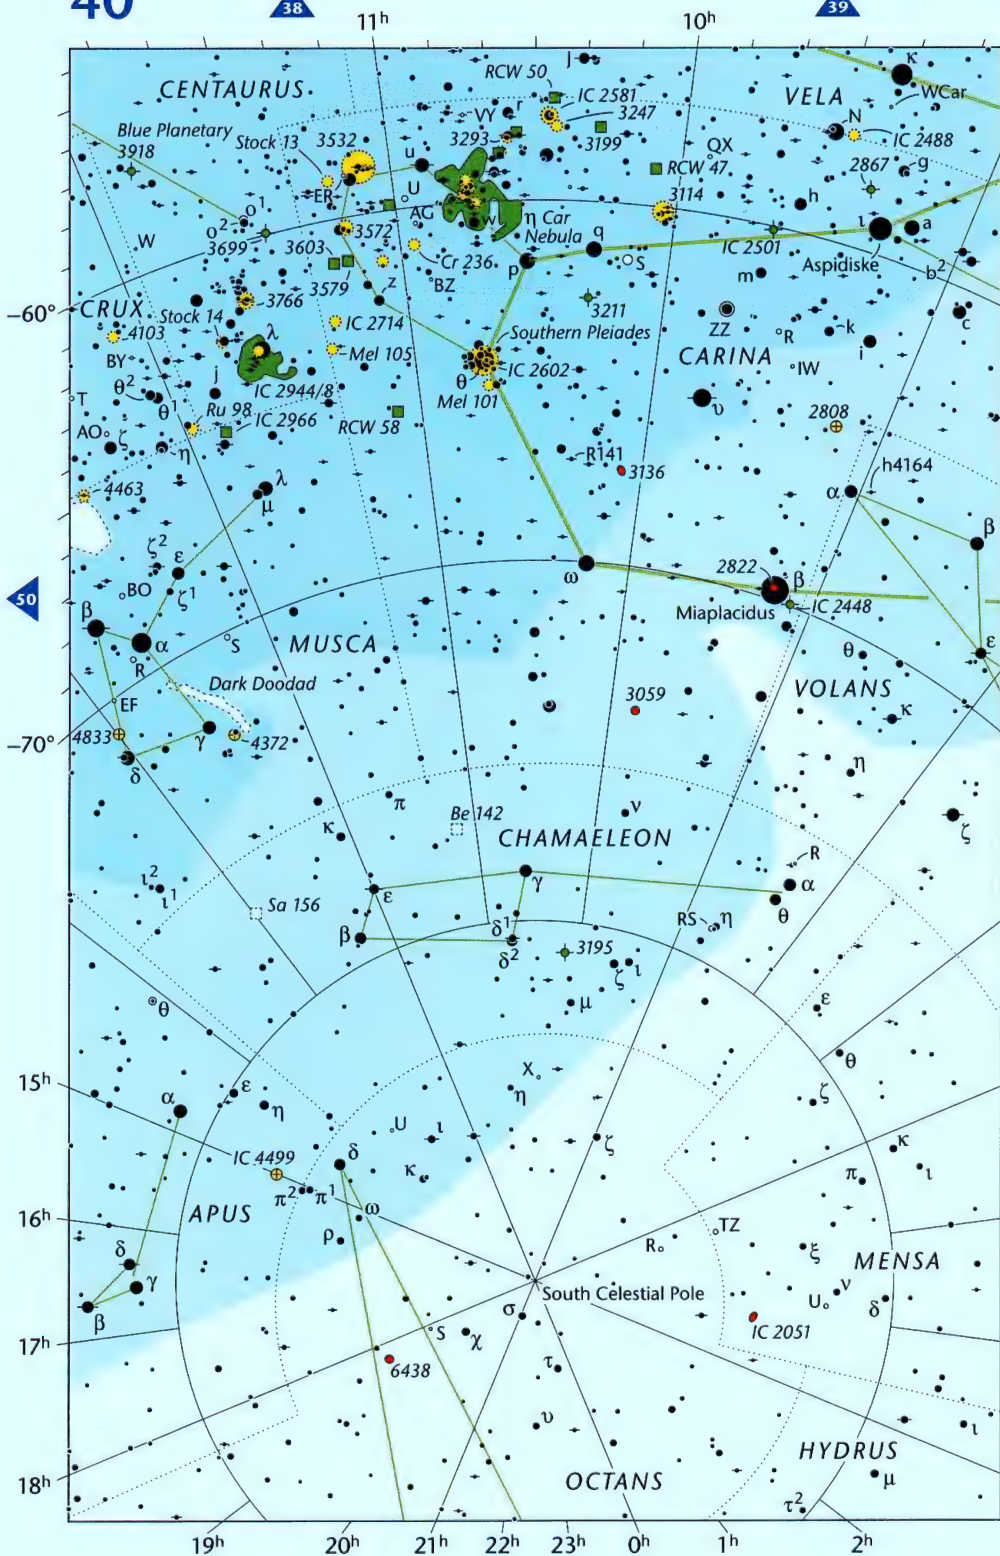 40
38
11h
10h
39
CENTAURUS
RCW 50
J
κ
WCar
VELA
Blue Planetary
3918
Stock 13
3532
VY
r
IC 2581
3247
3293
3199
N
IC 2488
QX
2867
g
RCW 47
u
ER
U
3114
h
AG
w
η Car
Nebula
o1
o2
3699
W
3603
3572
q
S
ι
a
IC 2501
Aspidiske
b2
Cr 236
p
m
3579
z
BZ
3211
−60°
CRUX
3766
Stock 14
IC 2714
ZZ
R
k
c
4103
λ
Southern Pleiades
CARINA
i
BY
Mel 105
IC 2602
IW
θ
θ2
j
IC 2944/8
Mel 101
υ
T
θ1
Ru 98
IC 2966
RCW 58
2808
AO
ζ
η
R141
3136
h4164
4463
λ
μ
α
β
ζ2
ε
2822
β
ω
50
BO
ζ1
Miaplacidus
IC 2448
β
α
S
MUSCA
θ
ε
R
Dark Doodad
3059
VOLANS
EF
κ
−70°
4833
γ
4372
δ
η
π
Be 142
ν
κ
CHAMAELEON
ζ
R
ι2
ι1
Sa 156
ε
γ
α
θ
β
δ1
RS
η
δ2
3195
ζ
ι
θ
μ
ε
15h
ε
X
θ
α
η
η
ζ
U
ι
ζ
κ
IC 4499
δ
κ
ι
π2
π1
π
APUS
ω
16h
ρ
TZ
R
ξ
MENSA
δ
γ
South Celestial Pole
U
ν
δ
β
σ
IC 2051
17h
S
χ
6438
τ
υ
ι
HYDRUS
μ
18h
OCTANS
τ2
19h
20h
21h
22h
23h
0h
1h
2h